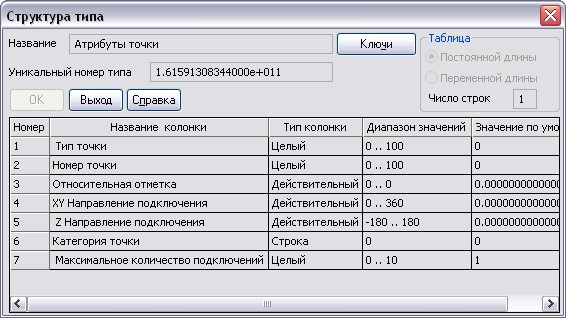 Структура типа
Название Атрибуты точки Ключи Таблица
Постоянной длины
Уникальный номер типа 1.61591308344000e+011 Переменной длины
OK Выход Справка Число строк 1
Номер Название колонки Тип колонки Диапазон значений Значение по умо
1 Тип точки Целый 0 .. 100 0
2 Номер точки Целый 0 .. 100 0
3 Относительная отметка Действительный 0 .. 0 0.0000000000000
4 XY Направление подключения Действительный 0 .. 360 0.0000000000000
5 Z Направление подключения Действительный -180 .. 180 0.0000000000000
6 Категория точки Строка 0 0
7 Максимальное количество подключений Целый 0 .. 10 1